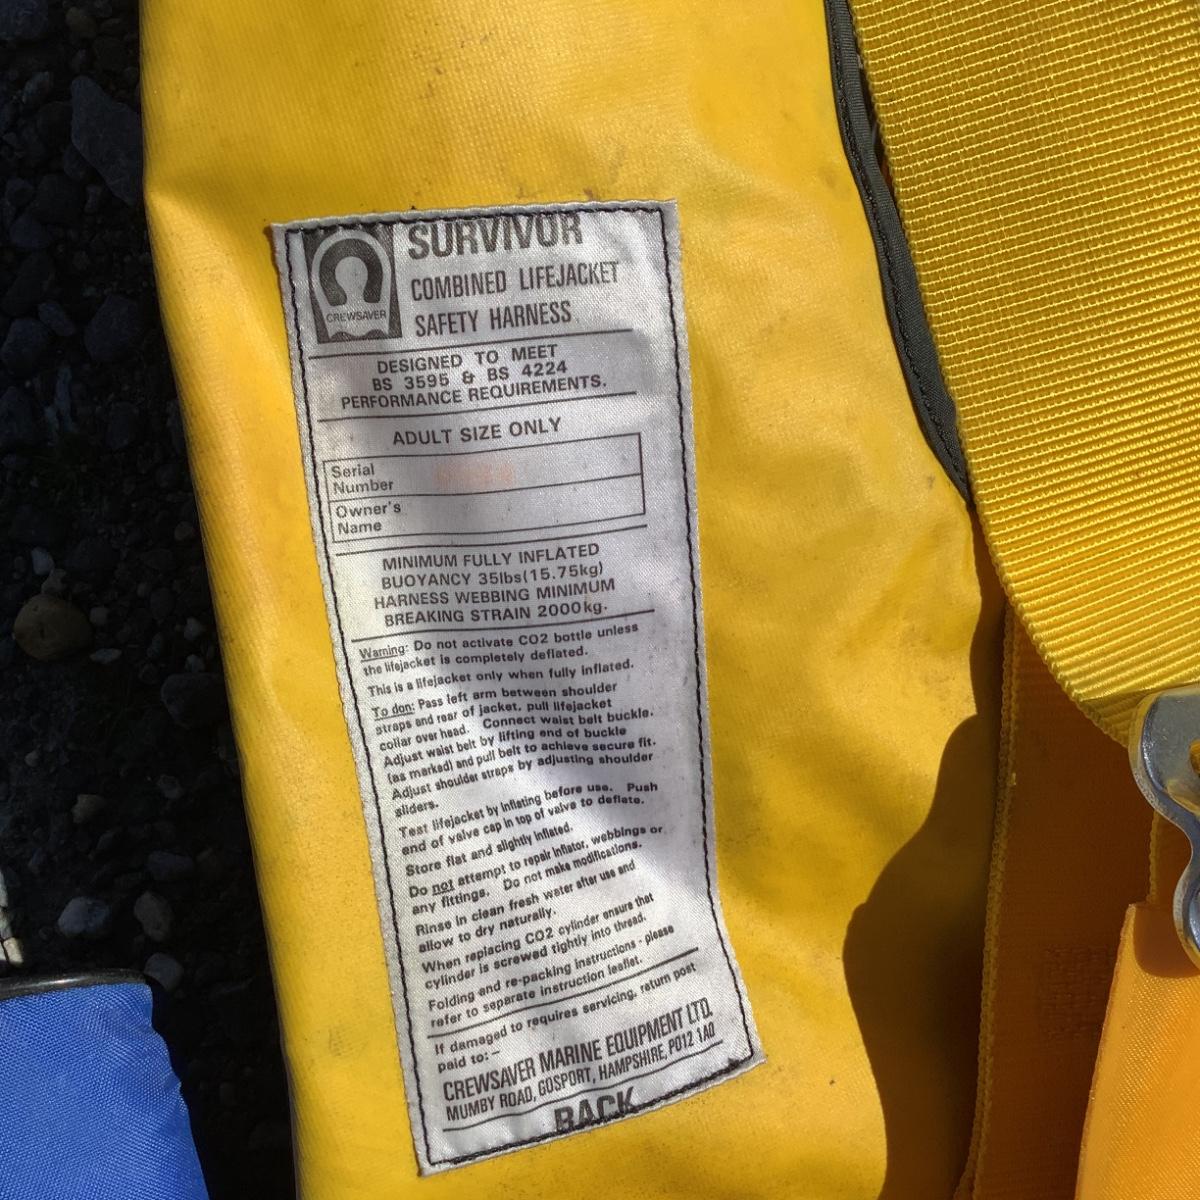 SURVIVOR
CREWSAVER
COMBINED LIFEJACKET
SAFETY HARNESS
DESIGNED TO MEET
BS 3595 & BS 4224
PERFORMANCE REQUIREMENTS.
ADULT SIZE ONLY
Serial
Number
Owner's
Name
MINIMUM FULLY INFLATED
BUOYANCY 35lbs(15.75kg)
HARNESS WEBBING MINIMUM
BREAKING STRAIN 2000kg.
Warning: Do not activate CO2 bottle unless
the lifejacket is completely deflated.
This is a lifejacket only when fully inflated.
To don: Pass left arm between shoulder
straps and rear of jacket, pull lifejacket
collar over head. Connect waist belt buckle.
Adjust waist belt by lifting end of buckle
(as marked) and pull belt to achieve secure fit.
Adjust shoulder straps by adjusting shoulder
sliders.
Test lifejacket by inflating before use. Push
end of valve cap in top of valve to deflate.
Store flat and slightly inflated.
Do not attempt to repair inflator, webbings or
any fittings. Do not make modifications.
Rinse in clean fresh water after use and
allow to dry naturally.
When replacing CO2 cylinder ensure that
cylinder is screwed tightly into thread.
Folding and re-packing instructions - please
refer to separate instruction leaflet.
If damaged to requires servicing, return post
paid to:-
CREWSAVER MARINE EQUIPMENT LTD.
MUMBY ROAD, GOSPORT, HAMPSHIRE, PO12 1AQ
BACK